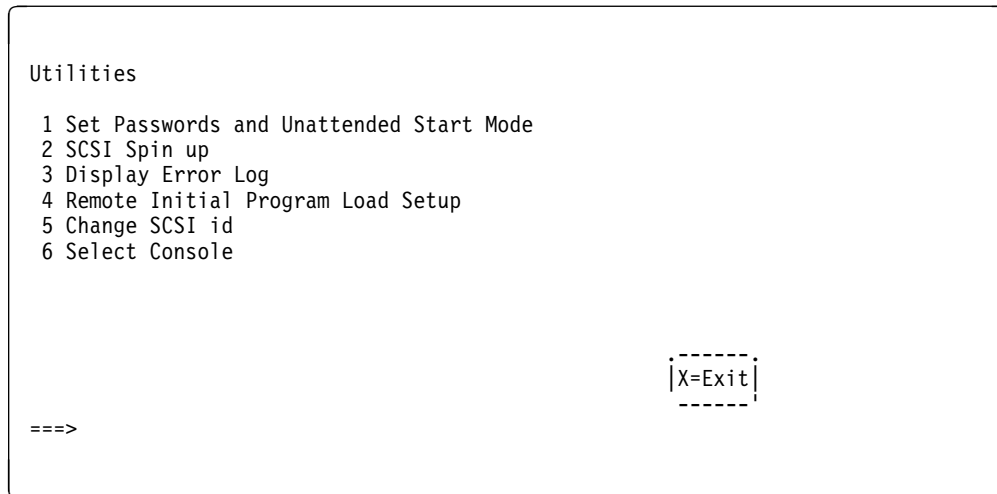 Utilities
1 Set Passwords and Unattended Start Mode
2 SCSI Spin up
3 Display Error Log
4 Remote Initial Program Load Setup
5 Change SCSI id
6 Select Console
X=Exit
===>